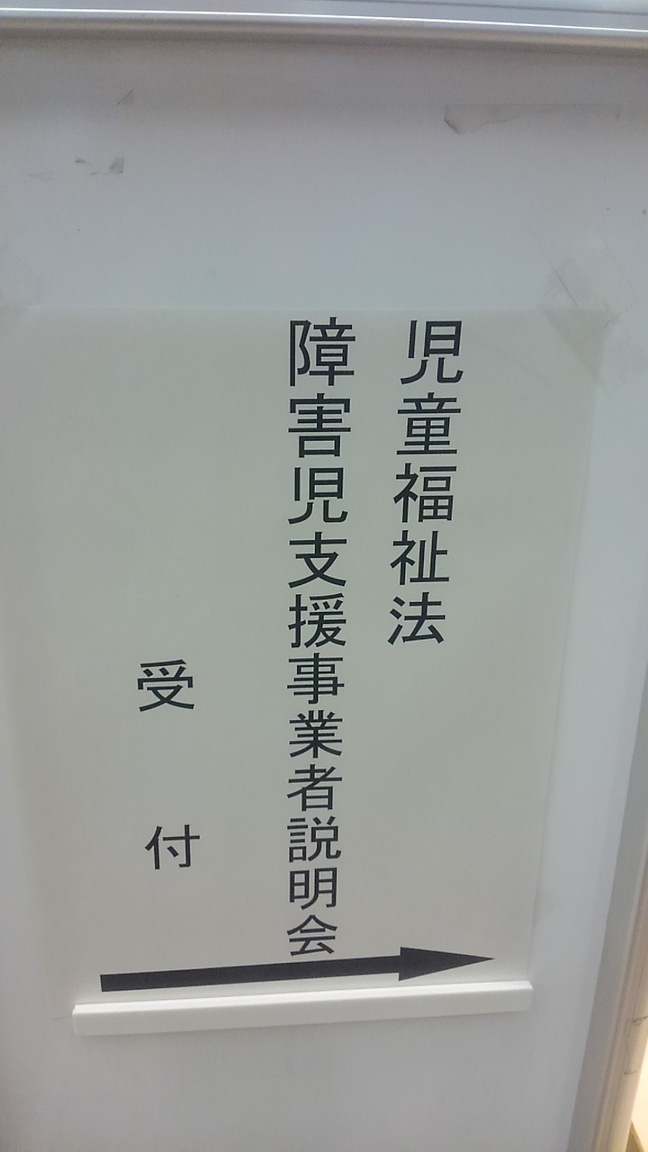 児童福祉法
障害児支援事業者説明会
受付